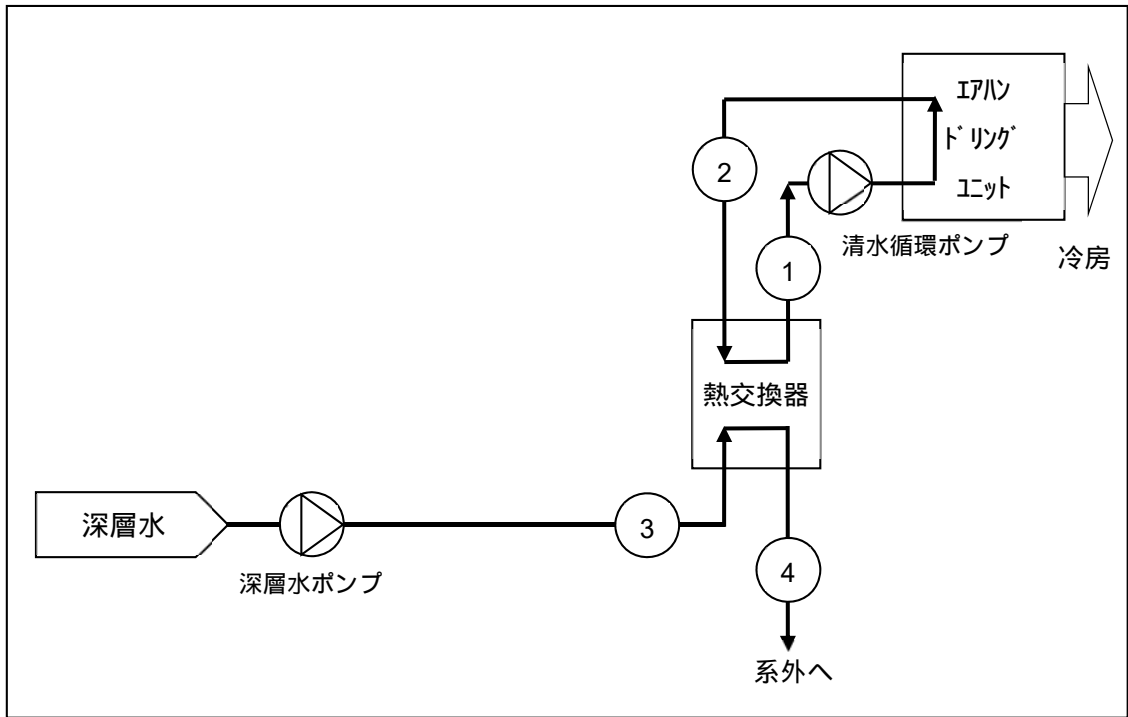 エアハン
ドリング
ユニット
2
清水循環ポンプ
冷房
1
熱交換器
深層水
3
深層水ポンプ
4
系外へ